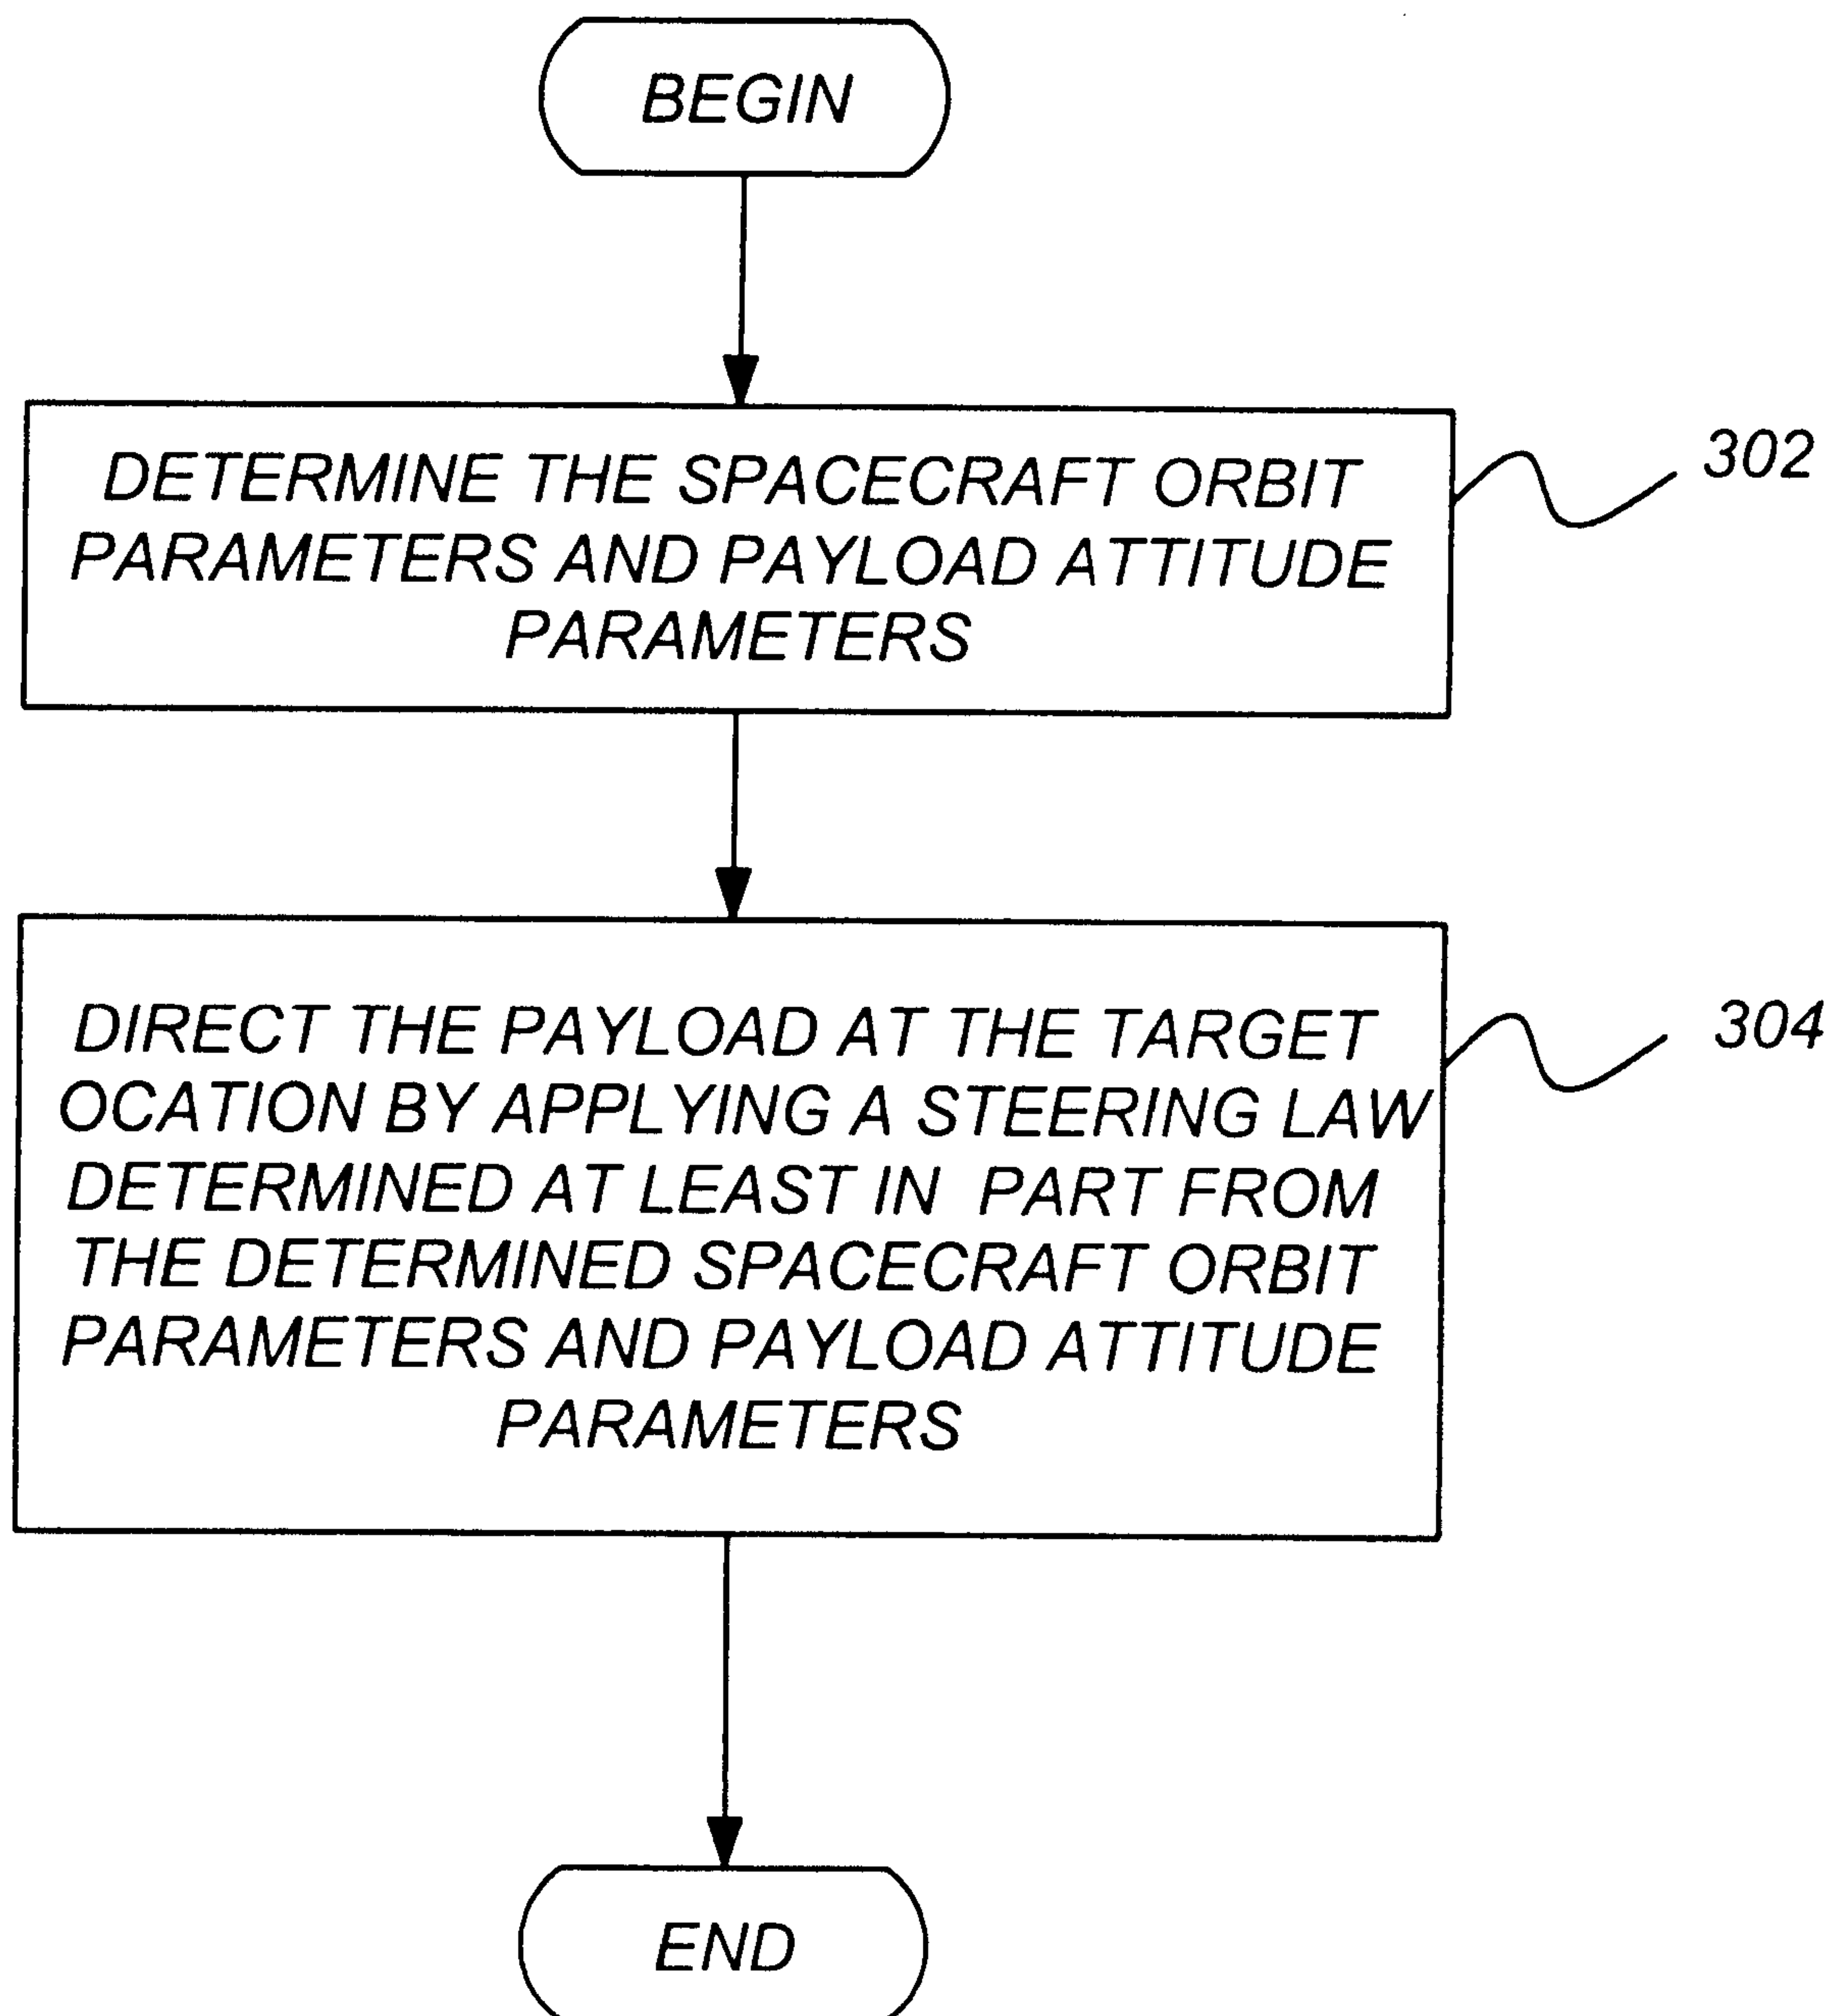 BEGIN
DETERMINE THE SPACECRAFT ORBIT
PARAMETERS AND PAYLOAD ATTITUDE
PARAMETERS
302
DIRECT THE PAYLOAD AT THE TARGET
OCATION BY APPLYING A STEERING LAW
DETERMINED AT LEAST IN PART FROM
THE DETERMINED SPACECRAFT ORBIT
PARAMETERS AND PAYLOAD ATTITUDE
PARAMETERS
304
END